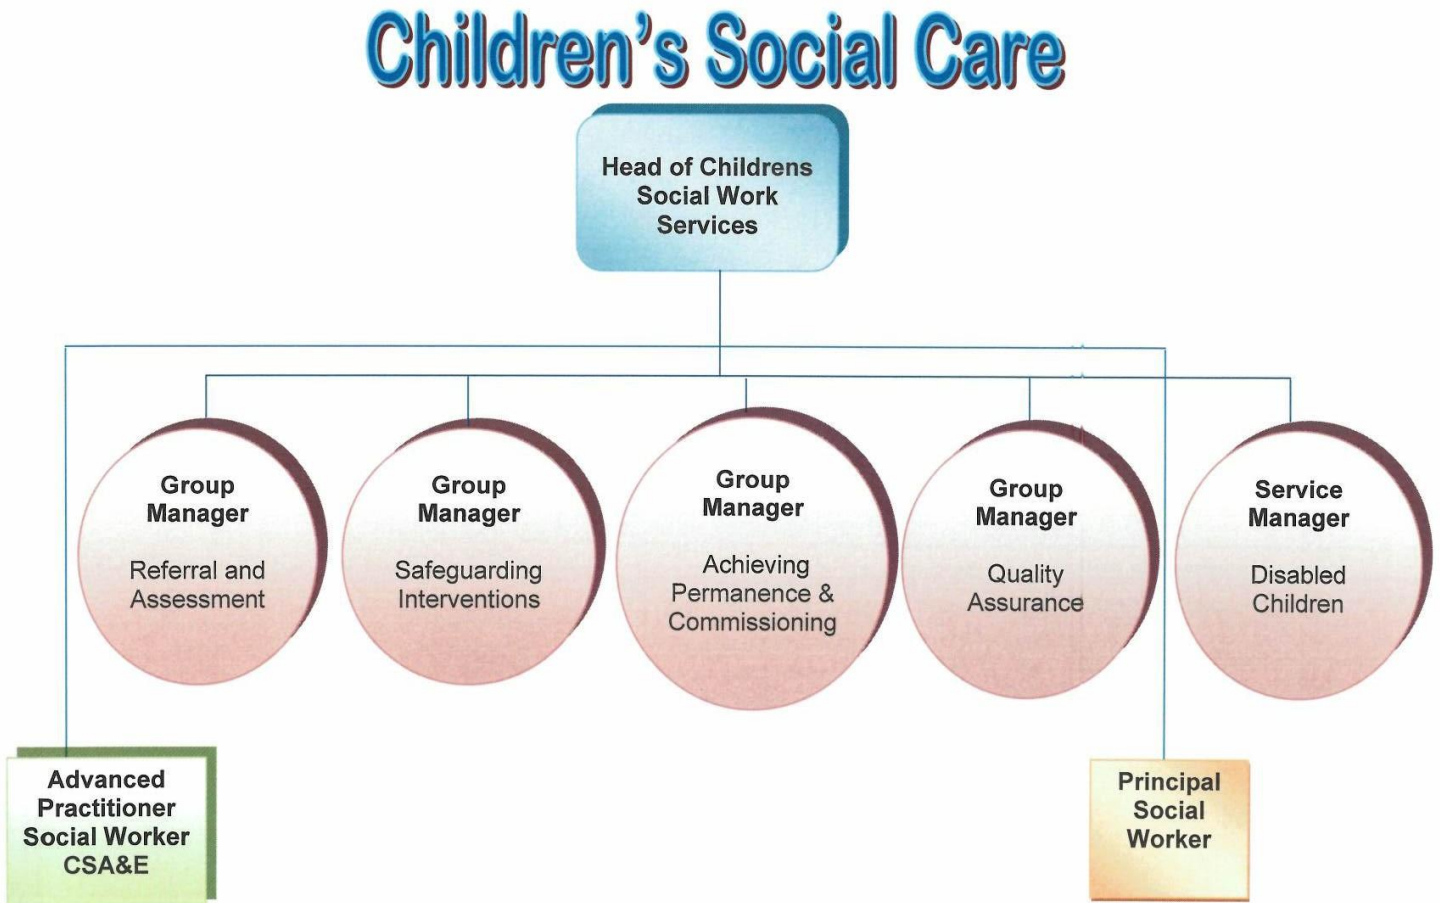 Children's Social Care
Head of Childrens
Social Work
Services
Group
Manager
Referral and
Assessment
Group
Manager
Safeguarding
Interventions
Group
Manager
Achieving
Permanence &
Commissioning
Group
Manager
Quality
Assurance
Service
Manager
Disabled
Children
Advanced
Practitioner
Social Worker
CSA&E
Principal
Social
Worker